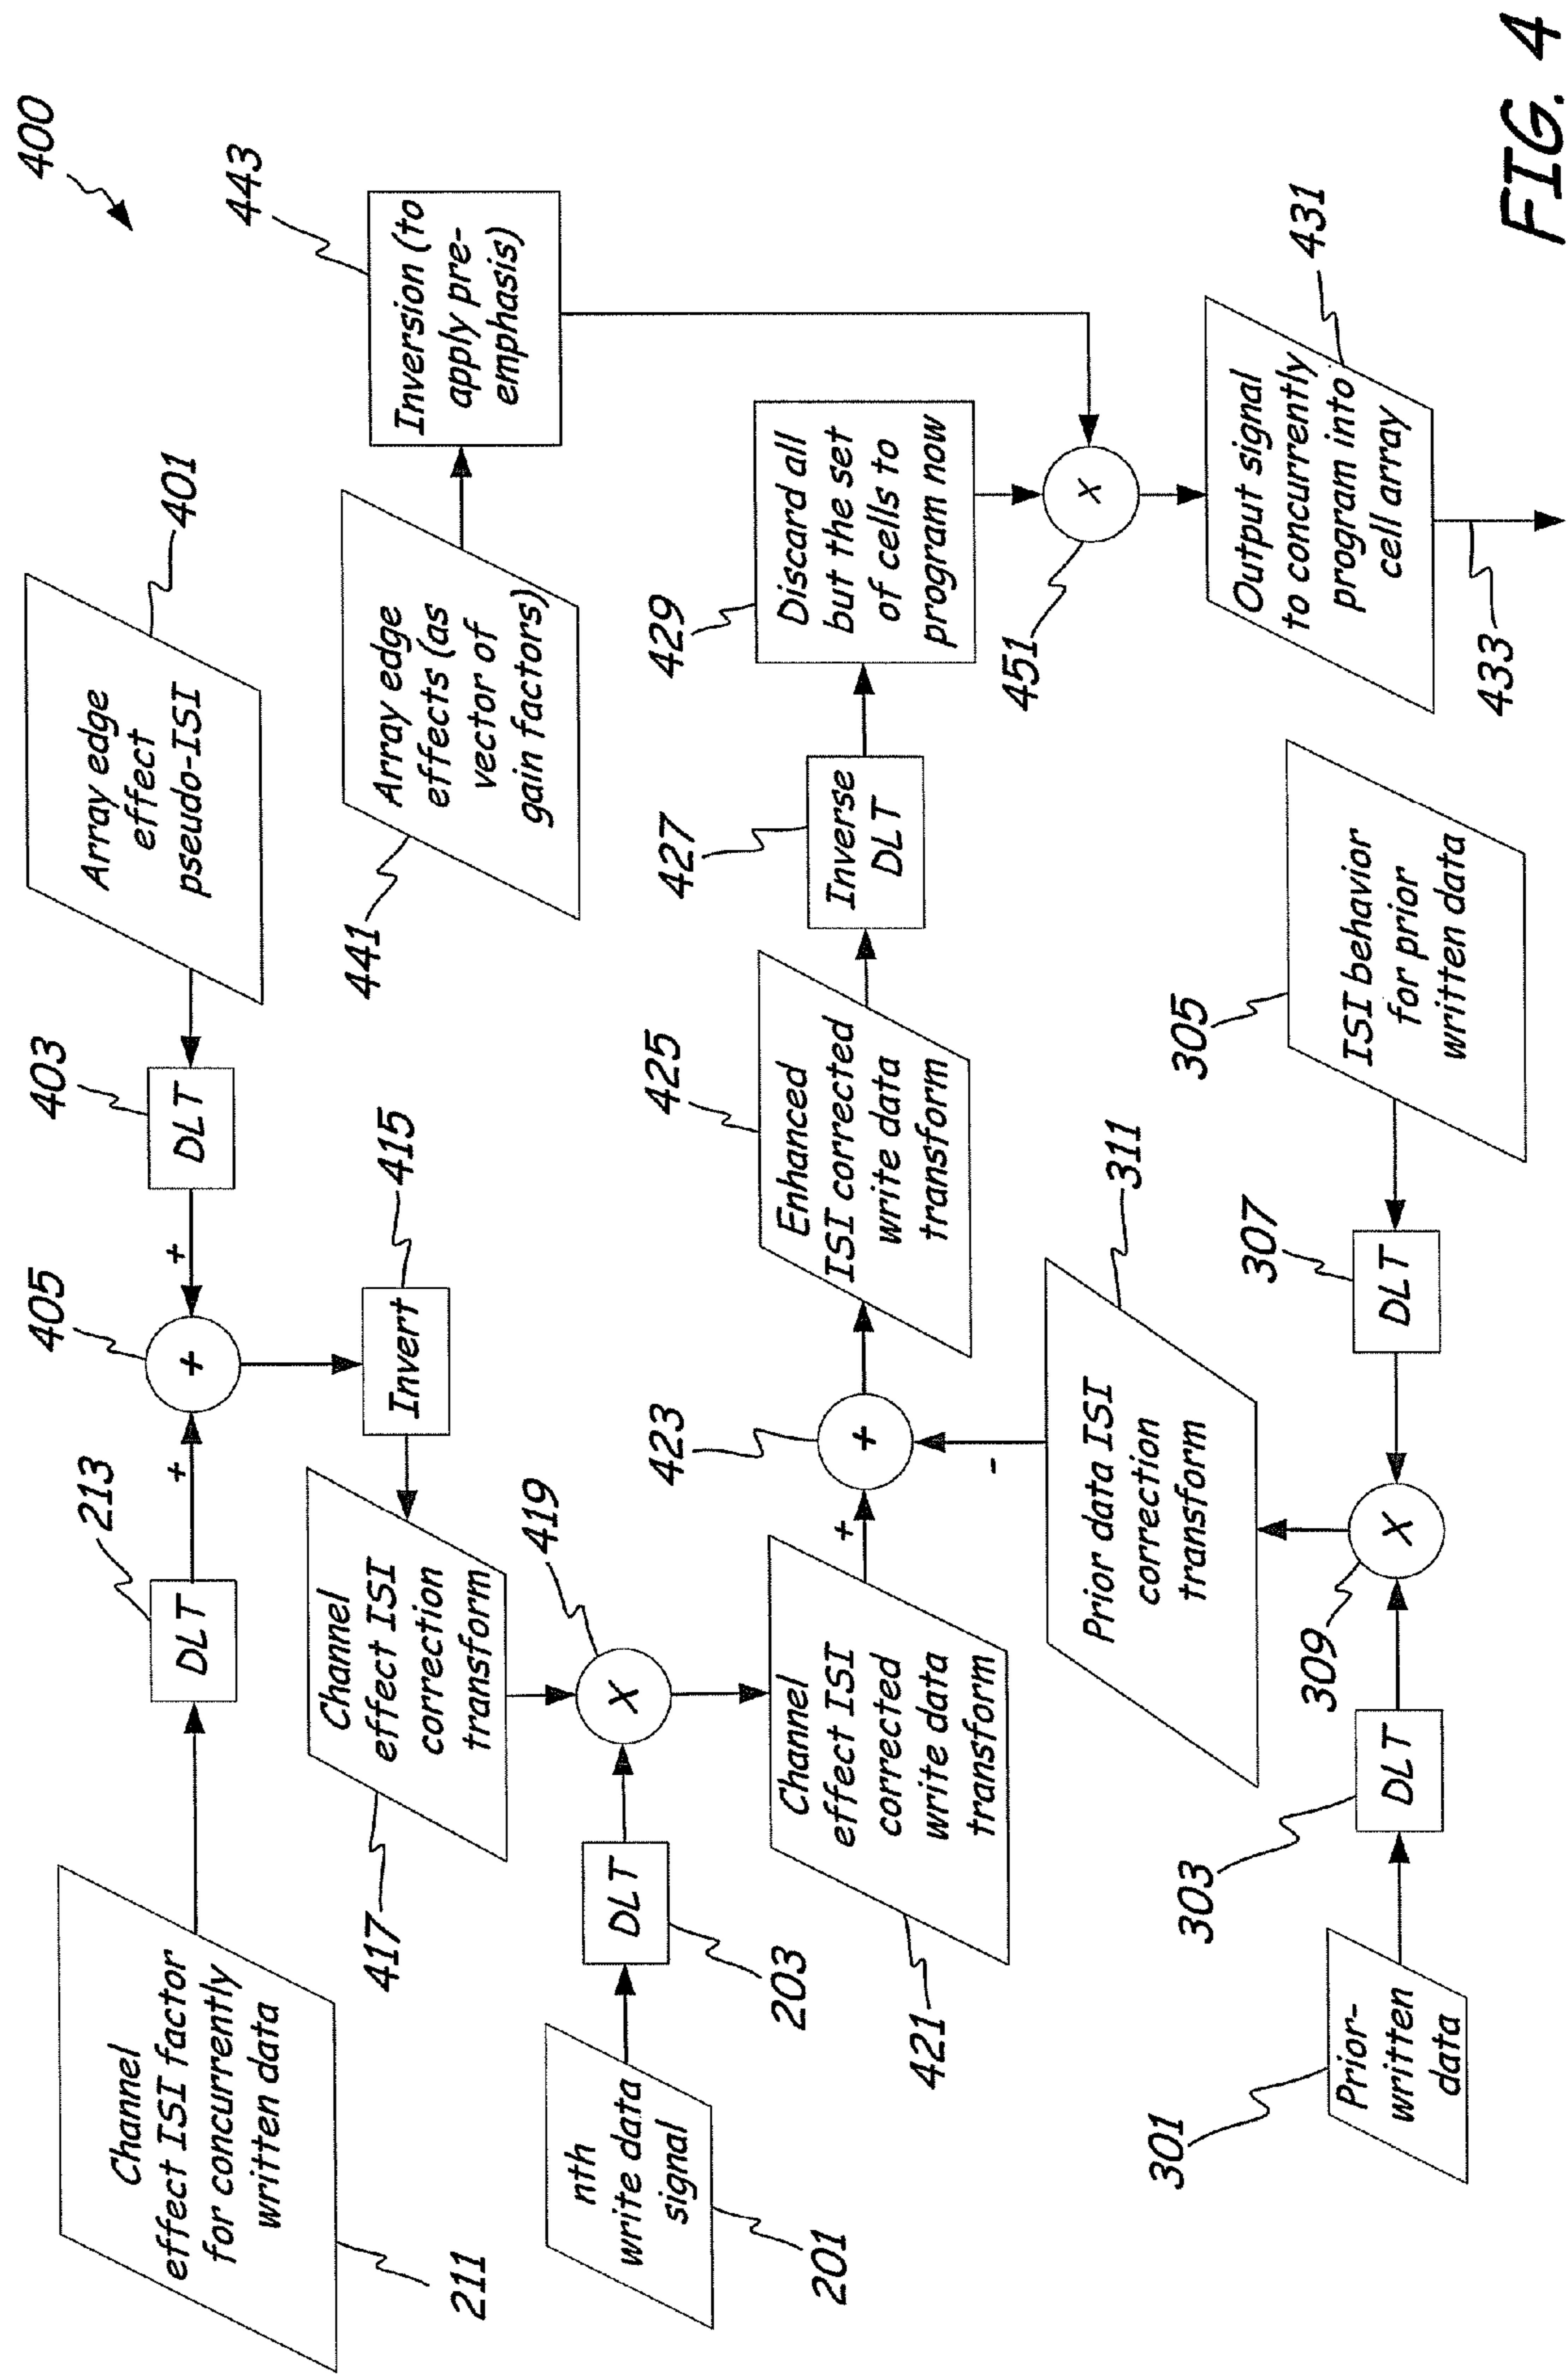 400
Channel
effect ISI factor
for concurrently
written data
211
DLT
213
+
+
405
+
DLT
403
Array edge
effect
pseudo-ISI
401
Invert
415
Channel
effect ISI
correction
transform
417
Array edge
effects (as
vector of
gain factors)
441
Inversion (to
apply pre-
emphasis)
443
nth
write data
signal
201
DLT
203
X
419
Channel
effect ISI
corrected
write data
transform
421
+
+
423
-
Enhanced
ISI corrected
write data
transform
425
Inverse
DLT
427
Discard all
but the set
of cells to
program now
429
X
451
Prior data ISI
correction
transform
311
Output signal
to concurrently
program into
cell array
431
433
Prior-
written
data
301
DLT
303
X
309
DLT
307
ISI behavior
for prior
written data
305
FIG. 4